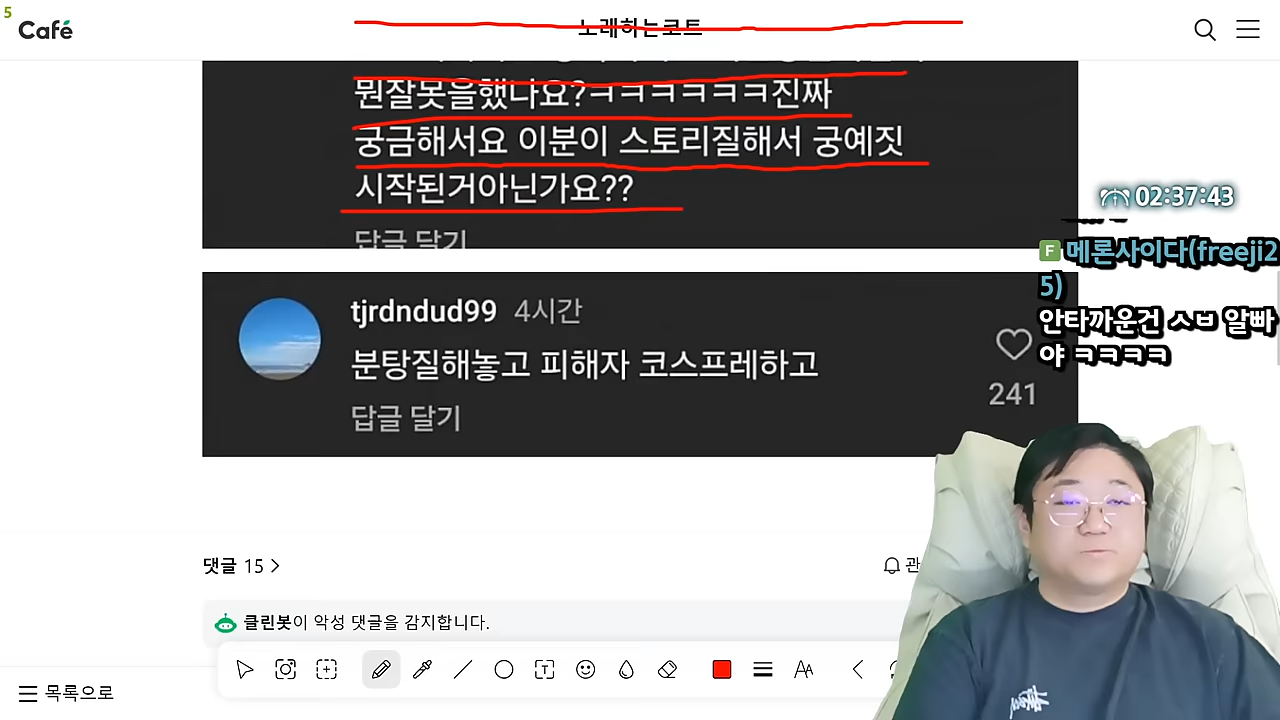 5
Café
노래하는코트
뭔잘못을했나요?ㅋㅋㅋㅋㅋㅋ진짜
궁금해서요 이분이 스토리질해서 궁예짓
시작된거아닌가요??
답글 달기
02:37:43
F 메론사이다(freeji2
5)
안타까운건 ㅅㅂ 알빠
야 ㅋㅋㅋㅋ
tjrdndud99 4시간
분탕질해놓고 피해자 코스프레하고
241
답글 달기
댓글 15
관
클린봇이 악성 댓글을 감지합니다.
목록으로